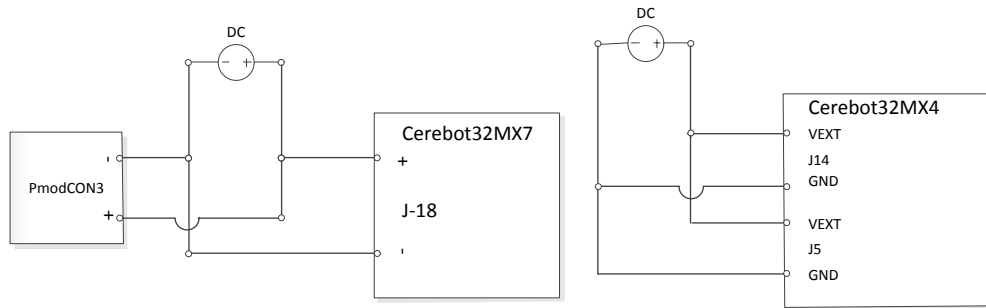 DC
- +
Cerebot32MX7
-
+
PmodCON3
+
J-18
-
DC
- +
Cerebot32MX4
VEXT
J14
GND
VEXT
J5
GND